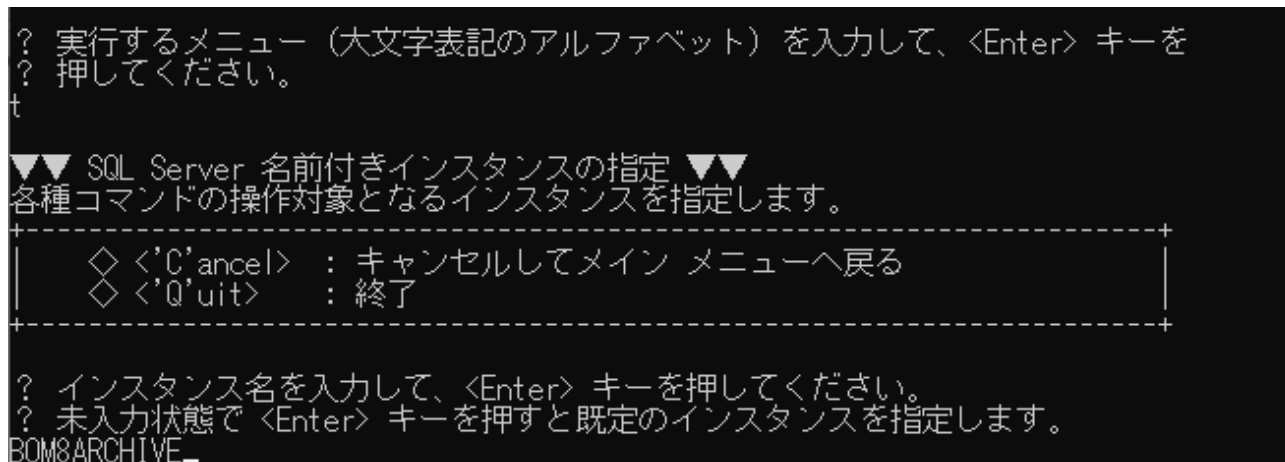 ? 実行するメニュー（大文字表記のアルファベット）を入力して、<Enter> キーを
? 押してください。
t
▼▼ SQL Server 名前付きインスタンスの指定 ▼▼
各種コマンドの操作対象となるインスタンスを指定します。
◇ <'C'ancel> : キャンセルしてメイン メニューへ戻る
◇ <'Q'uit> : 終了
? インスタンス名を入力して、<Enter> キーを押してください。
? 未入力状態で <Enter> キーを押すと既定のインスタンスを指定します。
BOM8ARCHIVE_